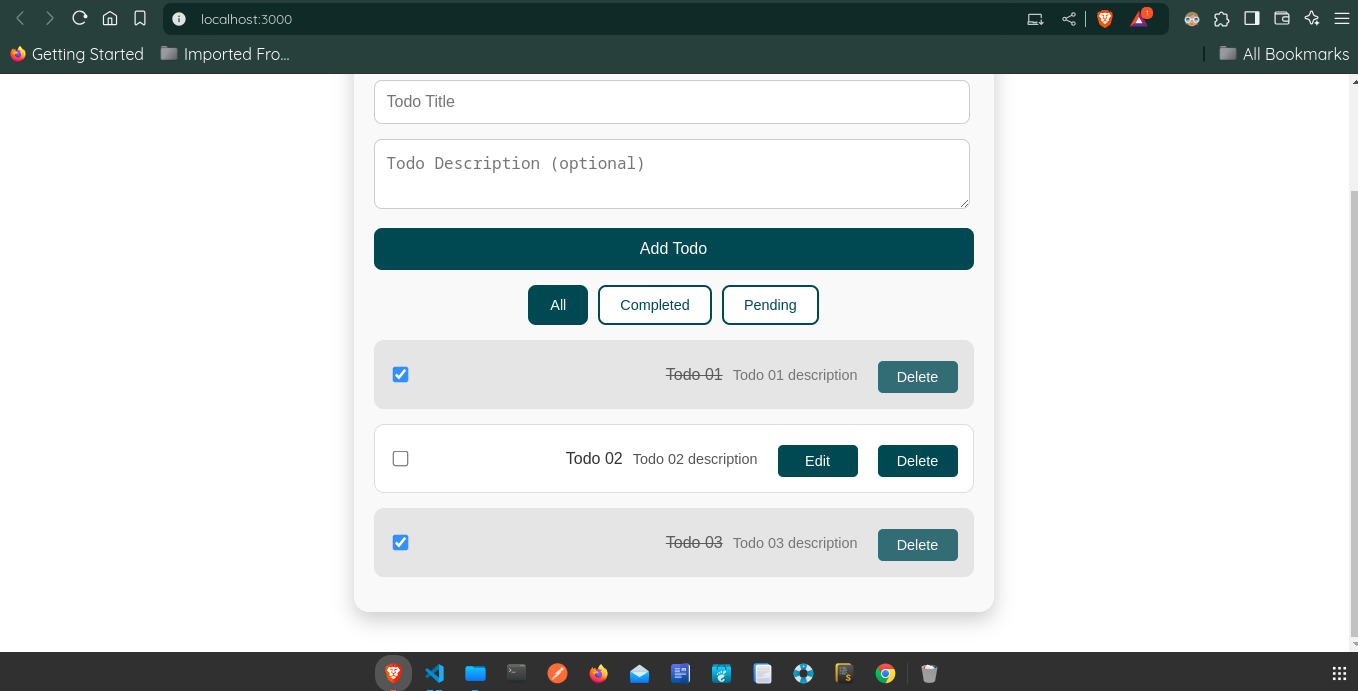 localhost:3000
1
Getting Started
Imported Fro...
All Bookmarks
Todo Title
Todo Description (optional)
Add Todo
All Completed Pending
Todo 01 Todo 01 description Delete
Todo 02 Todo 02 description Edit Delete
Todo 03 Todo 03 description Delete